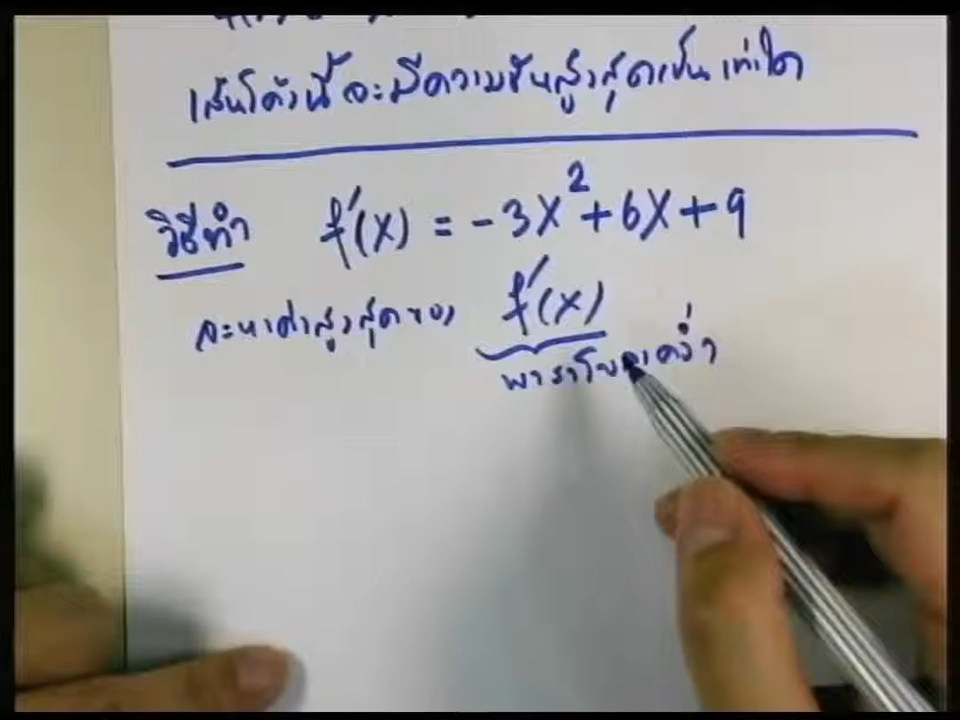 เส้นโค้งนี้จะมีความชันสูงสุดเป็นเท่าใด
วิธีทำ f'(x) = -3x²+6x+9
จะหาค่าสูงสุดของ f'(x)
พาราโบลาคว่ำ